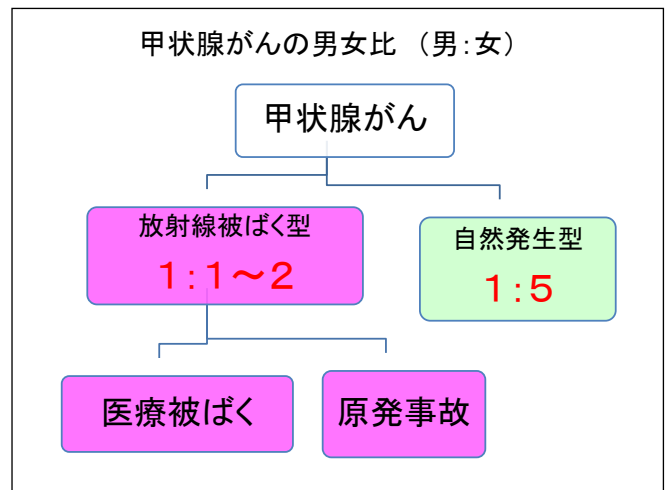 甲状腺がんの男女比 (男:女)
甲状腺がん
放射線被ばく型
1:1~2
自然発生型
1:5
医療被ばく
原発事故